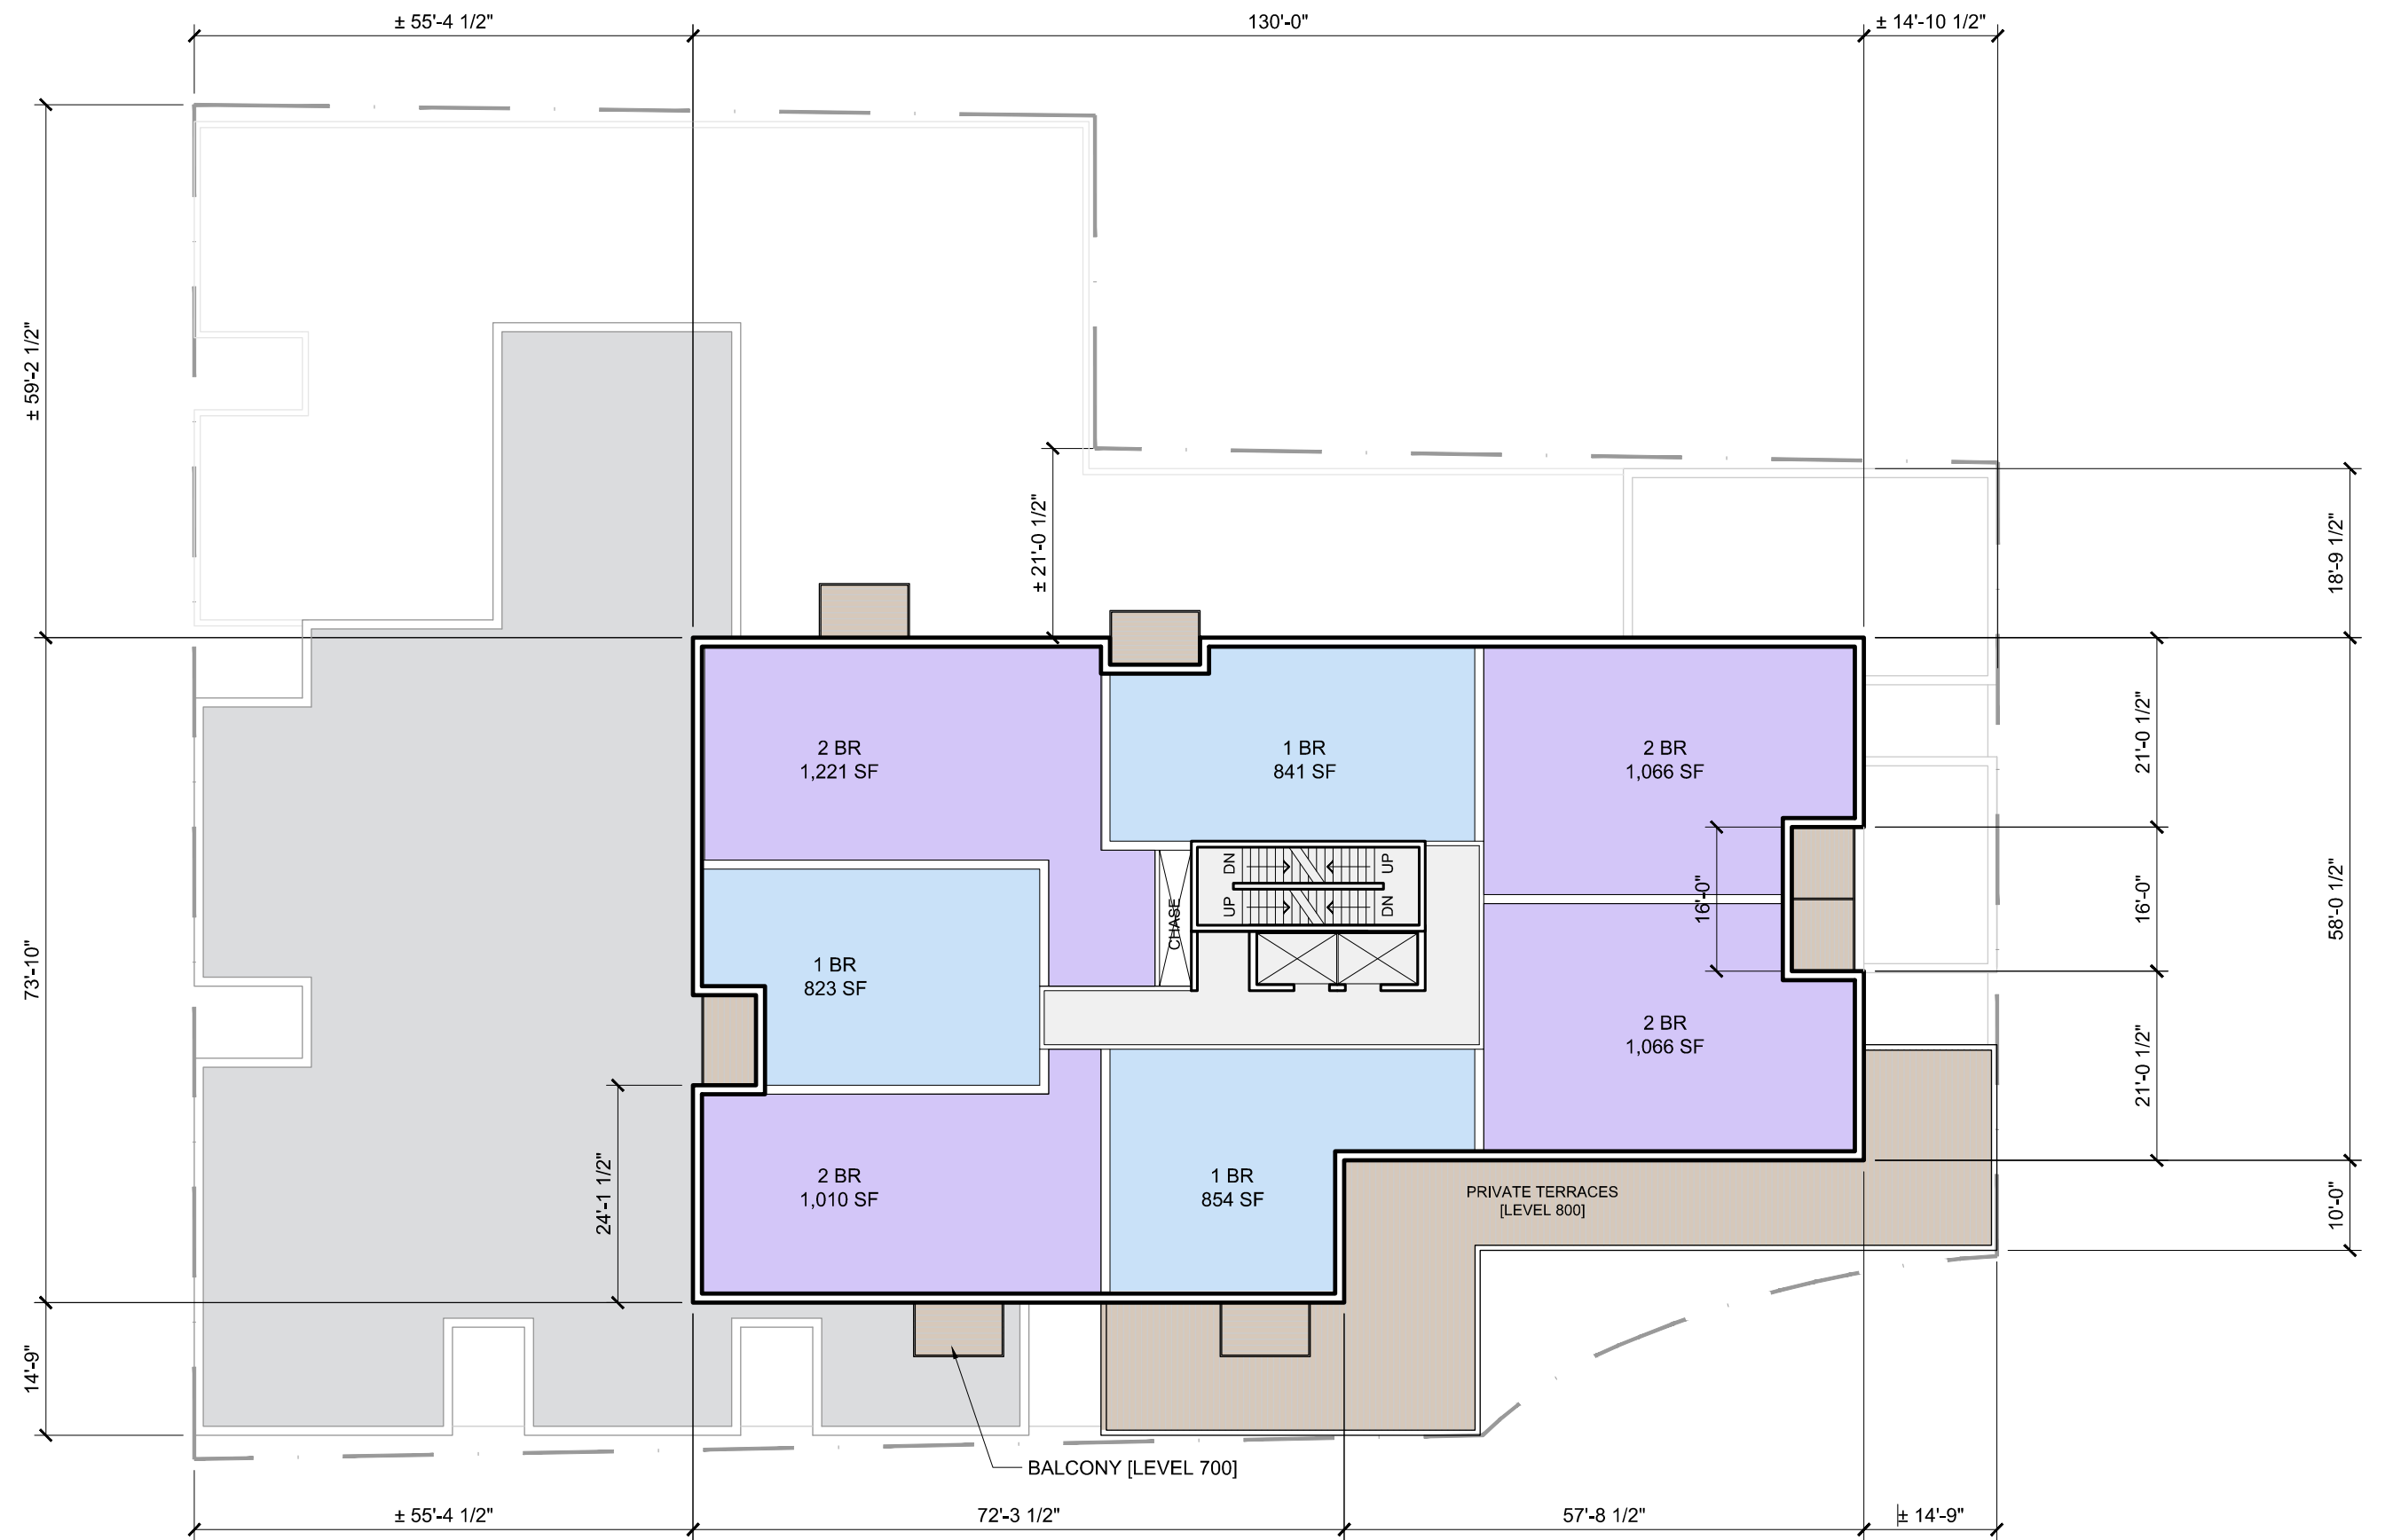 ± 55'-4 1/2"
130'-0"
± 14'-10 1/2"
± 59'-2 1/2"
± 21'-0 1/2"
18'-9 1/2"
2 BR
1,221 SF
1 BR
841 SF
2 BR
1,066 SF
21'-0 1/2"
DN
UP
UP
DN
CHASE
16'-0"
16'-0"
58'-0 1/2"
73'-10"
1 BR
823 SF
2 BR
1,066 SF
21'-0 1/2"
24'-1 1/2"
2 BR
1,010 SF
1 BR
854 SF
PRIVATE TERRACES
[LEVEL 800]
10'-0"
14'-9"
BALCONY [LEVEL 700]
± 55'-4 1/2"
72'-3 1/2"
57'-8 1/2"
± 14'-9"